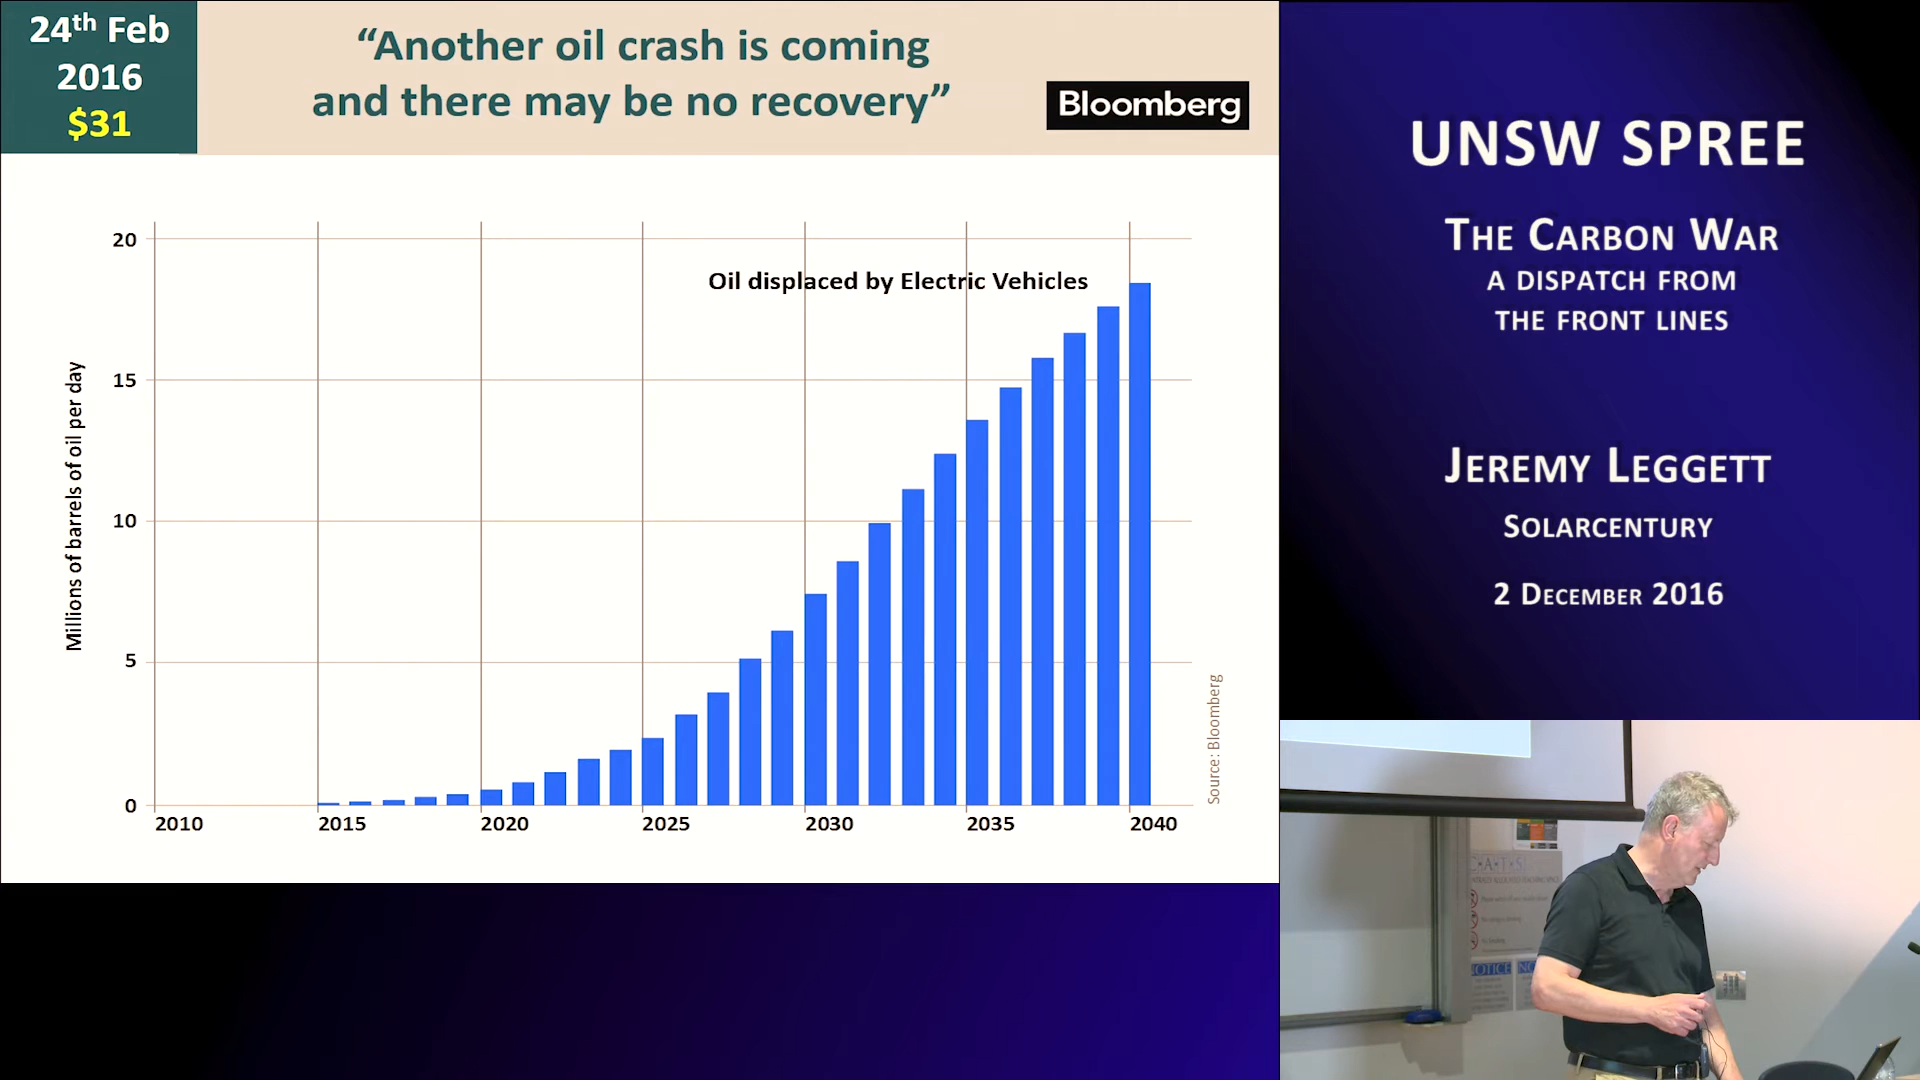 24th Feb
2016
$31
“Another oil crash is coming
and there may be no recovery”
Bloomberg
Oil displaced by Electric Vehicles
Millions of barrels of oil per day
20
15
10
5
0
2010 2015 2020 2025 2030 2035 2040
Source: Bloomberg
UNSW SPREE
THE CARBON WAR
A DISPATCH FROM
THE FRONT LINES
JEREMY LEGGETT
SOLARCENTURY
2 DECEMBER 2016
NOTICE